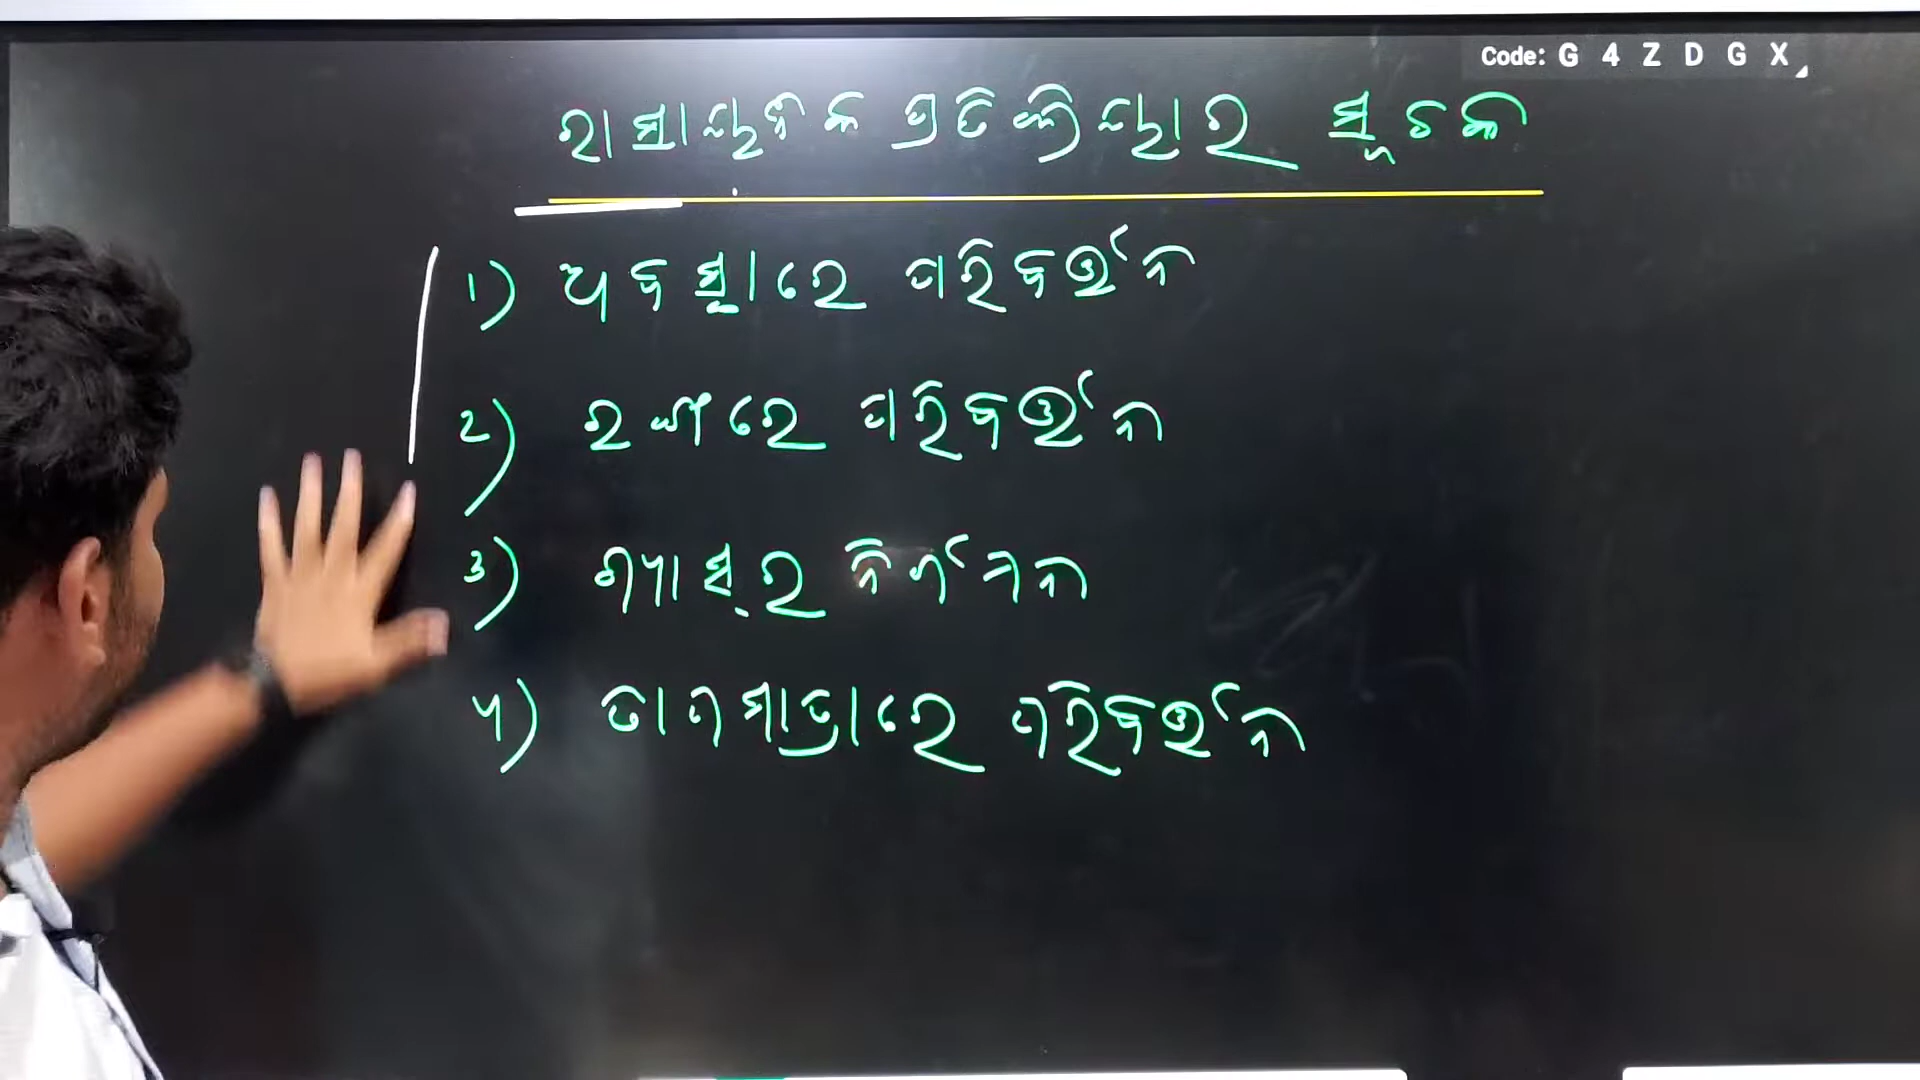 Code: G 4 Z D G X
ରାସାୟନିକ ପ୍ରତିକ୍ରିୟାର ସୂଚକ
1) ଅବସ୍ଥାରେ ପରିବର୍ତ୍ତନ
2) ରଙ୍ଗରେ ପରିବର୍ତ୍ତନ
3) ଗ୍ୟାସ୍‌ର ନିର୍ଗମନ
4) ତାପମାତ୍ରାରେ ପରିବର୍ତ୍ତନ